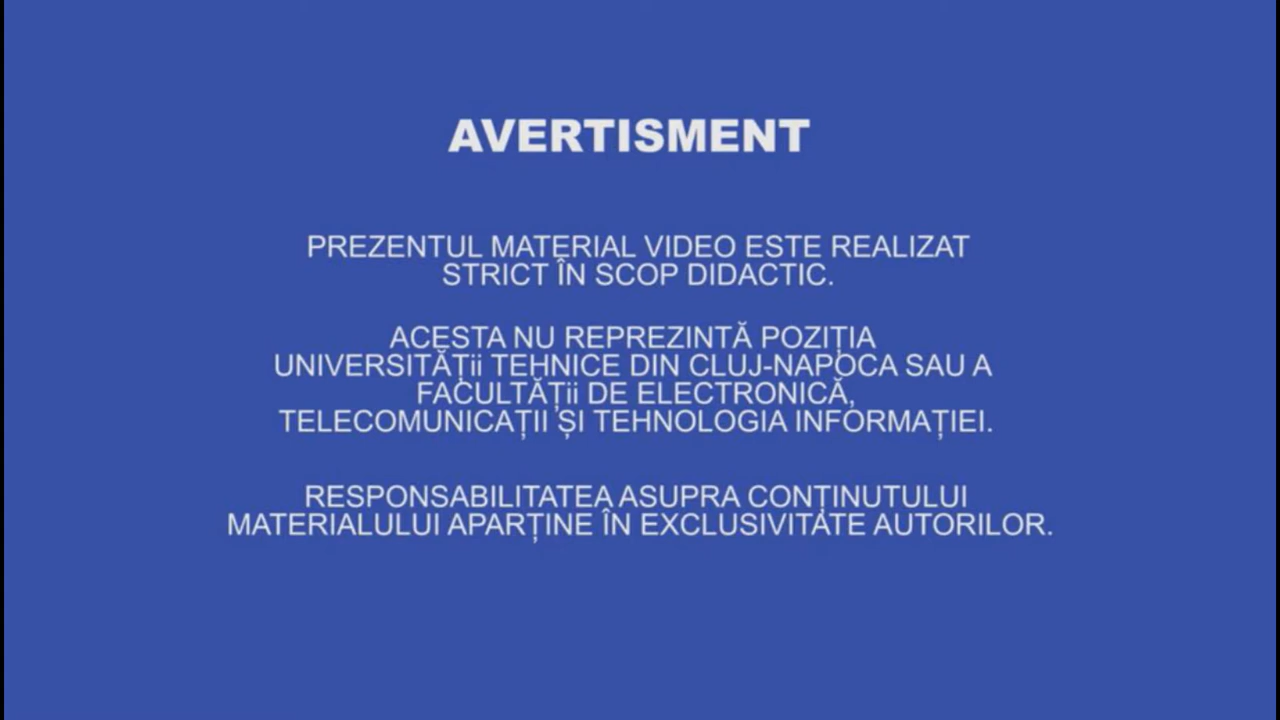 AVERTISMENT
PREZENTUL MATERIAL VIDEO ESTE REALIZAT
STRICT ÎN SCOP DIDACTIC.
ACESTA NU REPREZINTĂ POZIȚIA
UNIVERSITĂȚii TEHNICE DIN CLUJ-NAPOCA SAU A
FACULTĂȚii DE ELECTRONICĂ,
TELECOMUNICAȚII ȘI TEHNOLOGIA INFORMAȚIEI.
RESPONSABILITATEA ASUPRA CONȚINUTULUI
MATERIALULUI APARȚINE ÎN EXCLUSIVITATE AUTORILOR.